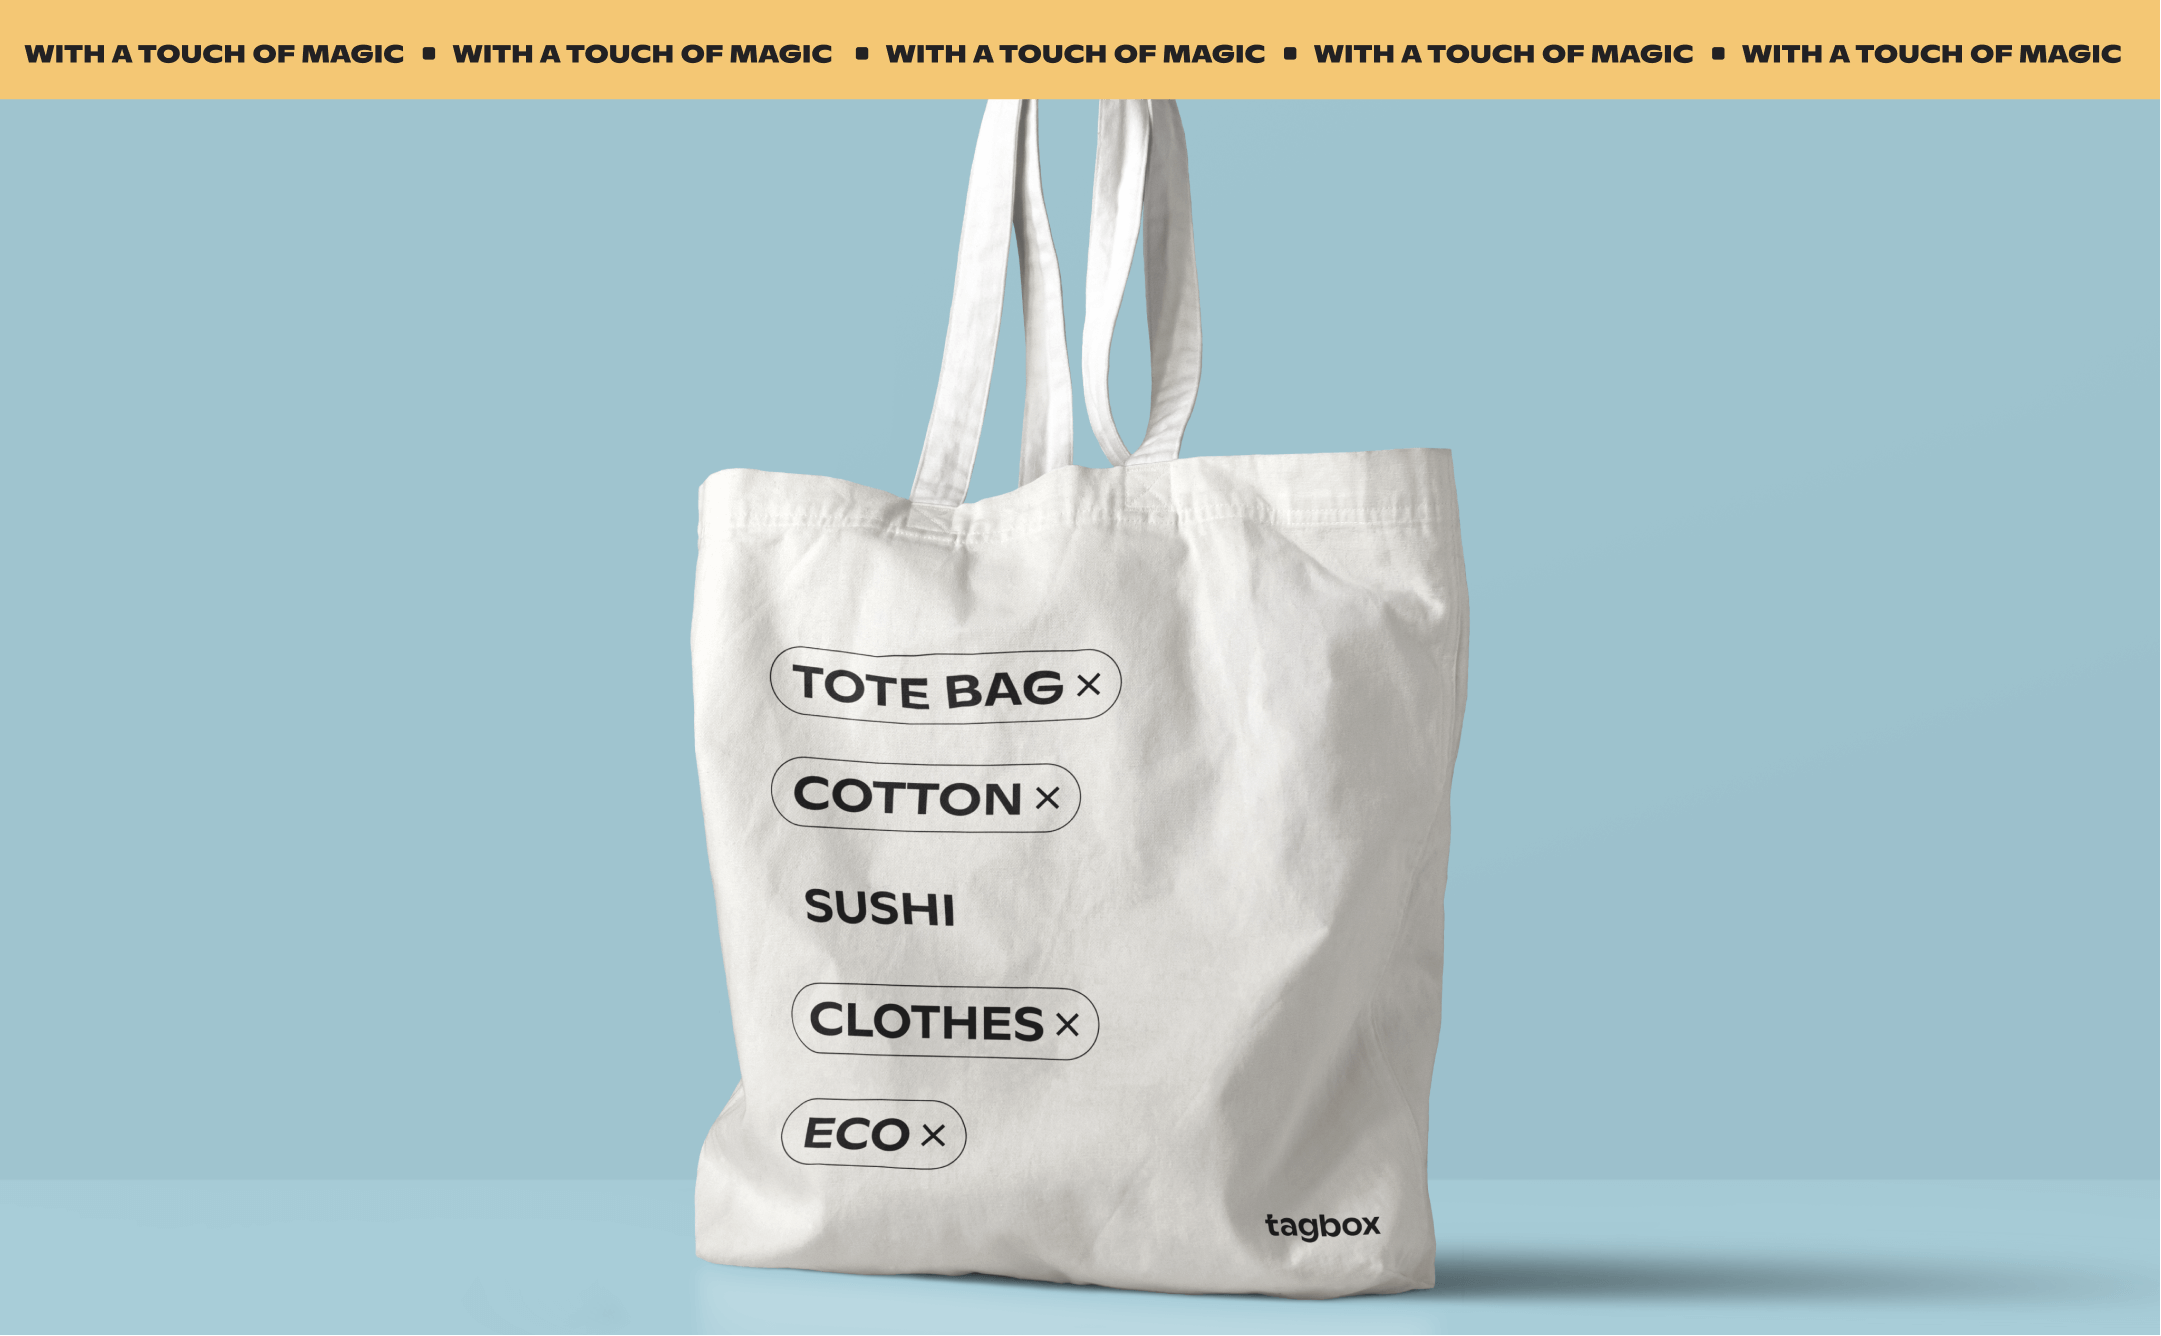 WITH A TOUCH OF MAGIC ▪ WITH A TOUCH OF MAGIC ▪ WITH A TOUCH OF MAGIC ▪ WITH A TOUCH OF MAGIC ▪ WITH A TOUCH OF MAGIC
TOTE BAG ×
COTTON ×
SUSHI
CLOTHES ×
ECO ×
tagbox